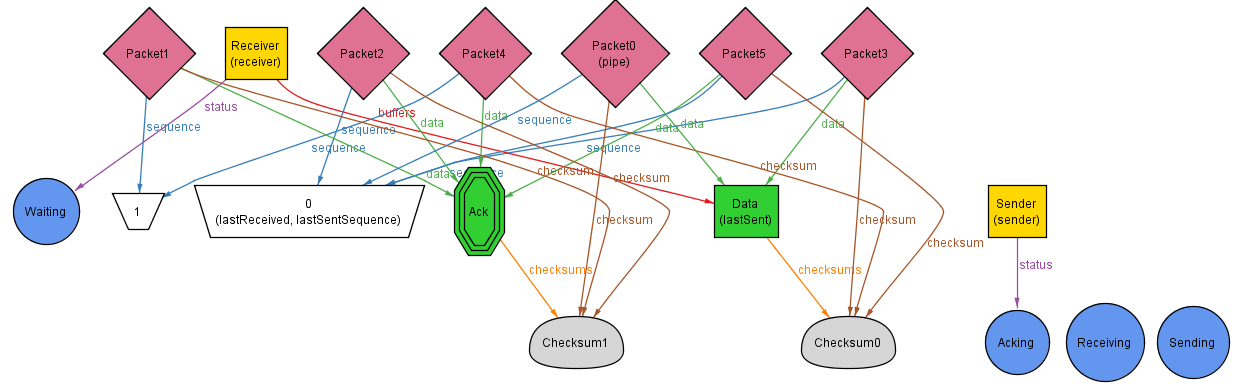 Packet1
Receiver
(receiver)
Packet2
Packet4
Packet0
(pipe)
Packet5
Packet3
status
buffers
sequence
sequence
sequence
data
data
sequence
data
data
sequence
data
data
checksum
checksum
checksum
Waiting
1
0
(lastReceived, lastSentSequence)
Ack
Data
(lastSent)
Sender
(sender)
checksum
checksum
checksum
checksums
checksums
status
Checksum1
Checksum0
Acking
Receiving
Sending